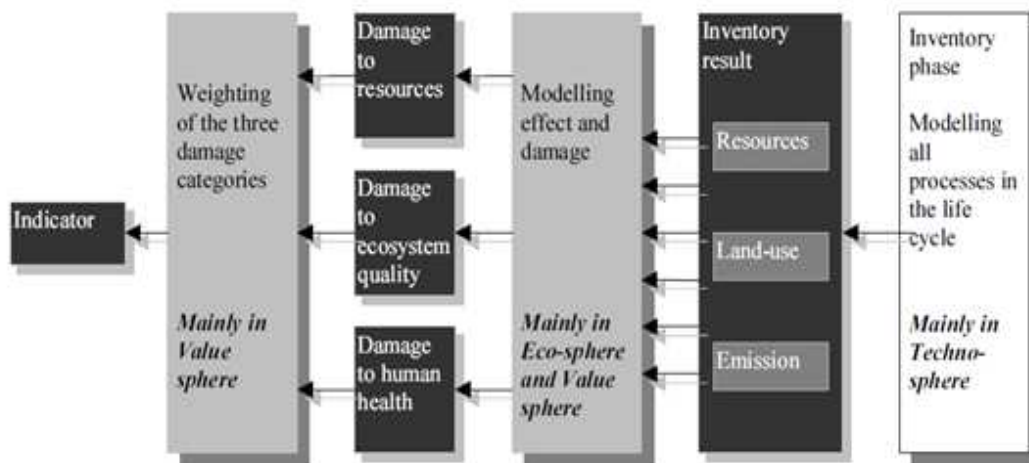 Indicator
Weighting
of the three
damage
categories
Mainly in
Value
sphere
Damage
to
resources
Damage
to
ecosystem
quality
Damage
to human
health
Modelling
effect and
damage
Mainly in
Eco-sphere
and Value
sphere
Inventory
result
Resources
Land-use
Emission
Inventory
phase
Modelling
all
processes in
the life
cycle
Mainly in
Techno-
sphere